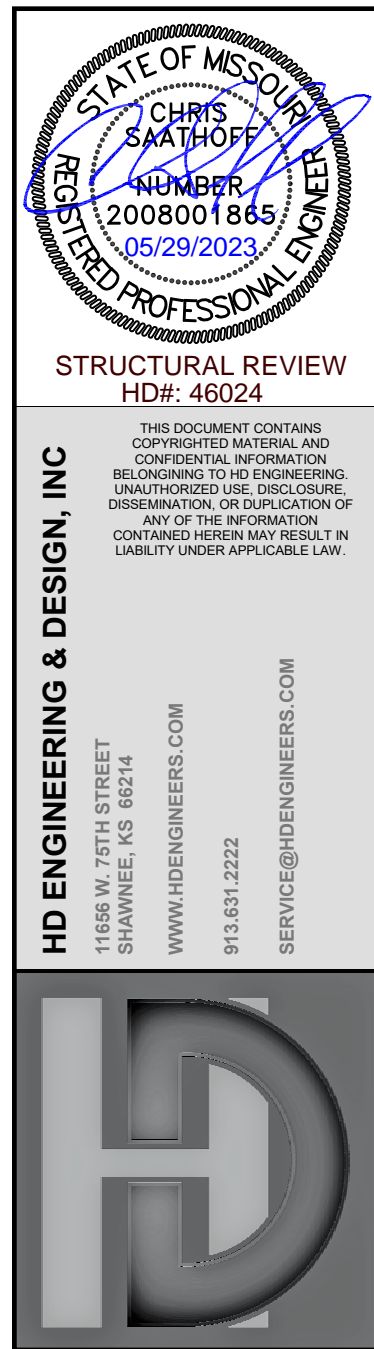 STATE OF MISSOURI
CHRIS
SAATHOFF
NUMBER
2008001865
05/29/2023
REGISTERED PROFESSIONAL ENGINEER
STRUCTURAL REVIEW
HD#: 46024
THIS DOCUMENT CONTAINS
COPYRIGHTED MATERIAL AND
CONFIDENTIAL INFORMATION
BELONGINING TO HD ENGINEERING.
UNAUTHORIZED USE, DISCLOSURE,
DISSEMINATION, OR DUPLICATION OF
ANY OF THE INFORMATION
CONTAINED HEREIN MAY RESULT IN
LIABILITY UNDER APPLICABLE LAW.
HD ENGINEERING & DESIGN, INC
11656 W. 75TH STREET
SHAWNEE, KS 66214
WWW.HDENGINEERS.COM
913.631.2222
SERVICE@HDENGINEERS.COM
HD